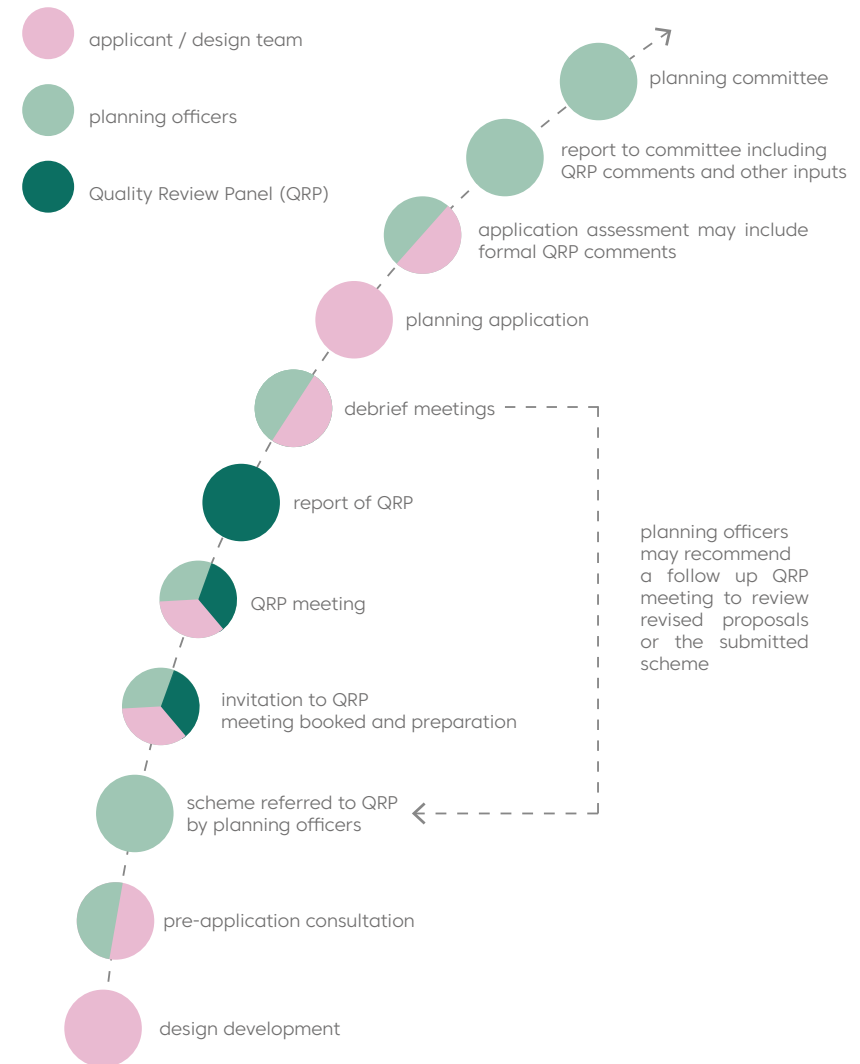 applicant / design team
planning officers
Quality Review Panel (QRP)
planning committee
report to committee including
QRP comments and other inputs
application assessment may include
formal QRP comments
planning application
debrief meetings
report of QRP
QRP meeting
invitation to QRP
meeting booked and preparation
scheme referred to QRP
by planning officers
pre-application consultation
design development
planning officers
may recommend
a follow up QRP
meeting to review
revised proposals
or the submitted
scheme